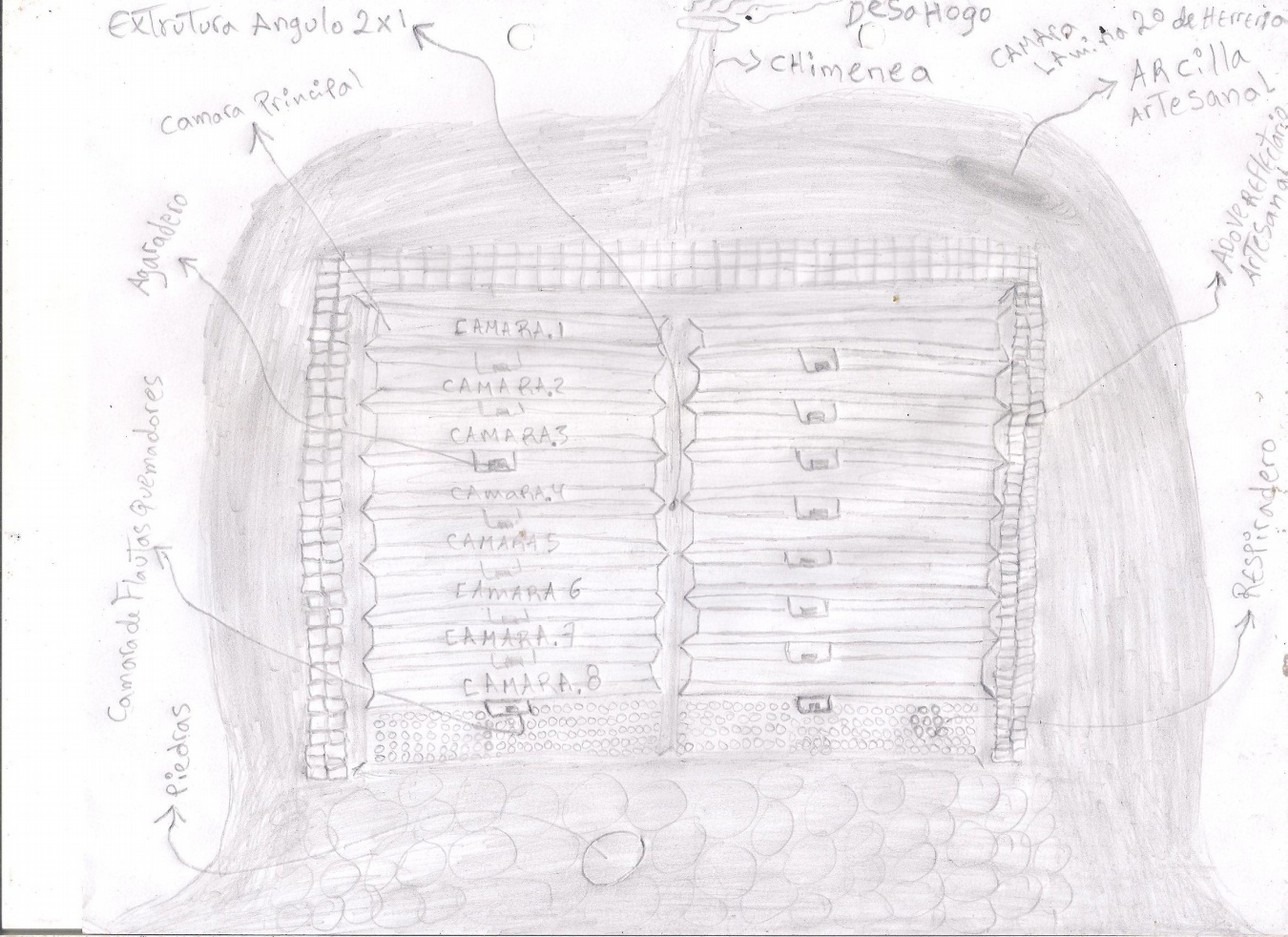 Extrutura Angulo 2x1
DesaHogo
CHimenea
CAMARA
LAmiNa 2º de Herreria
ARcilla
ArTesanal
Camara Principal
Agaradero
ADOVE REFRCTARIO
ArTesanal
Camara de Flautas Quemadores
Piedras
RESPiradero
CAMARA.1
CAMARA.2
CAMARA.3
CAMARA.4
CAMARA.5
CAMARA 6
CAMARA.7
CAMARA.8